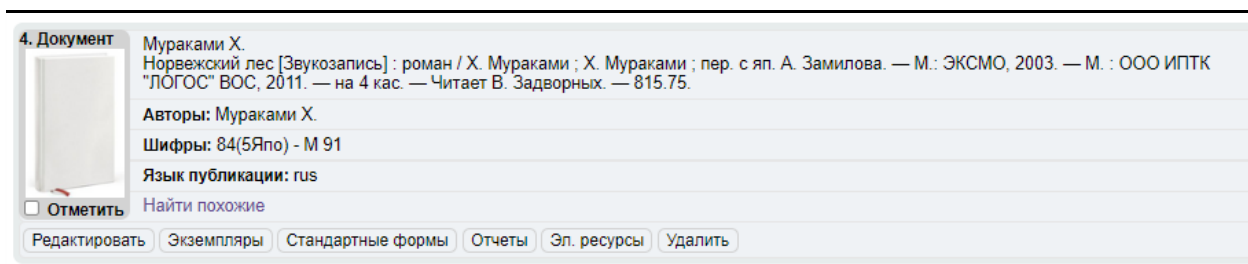 4. Документ
Мураками Х.
Норвежский лес [Звукозапись] : роман / Х. Мураками ; Х. Мураками ; пер. с яп. А. Замилова. — М.: ЭКСМО, 2003. — М. : ООО ИПТК
"ЛОГОС" ВОС, 2011. — на 4 кас. — Читает В. Задворных. — 815.75.
Авторы: Мураками Х.
Шифры: 84(5Япо) - М 91
Язык публикации: rus
Отметить
Найти похожие
Редактировать Экземпляры Стандартные формы Отчеты Эл. ресурсы Удалить